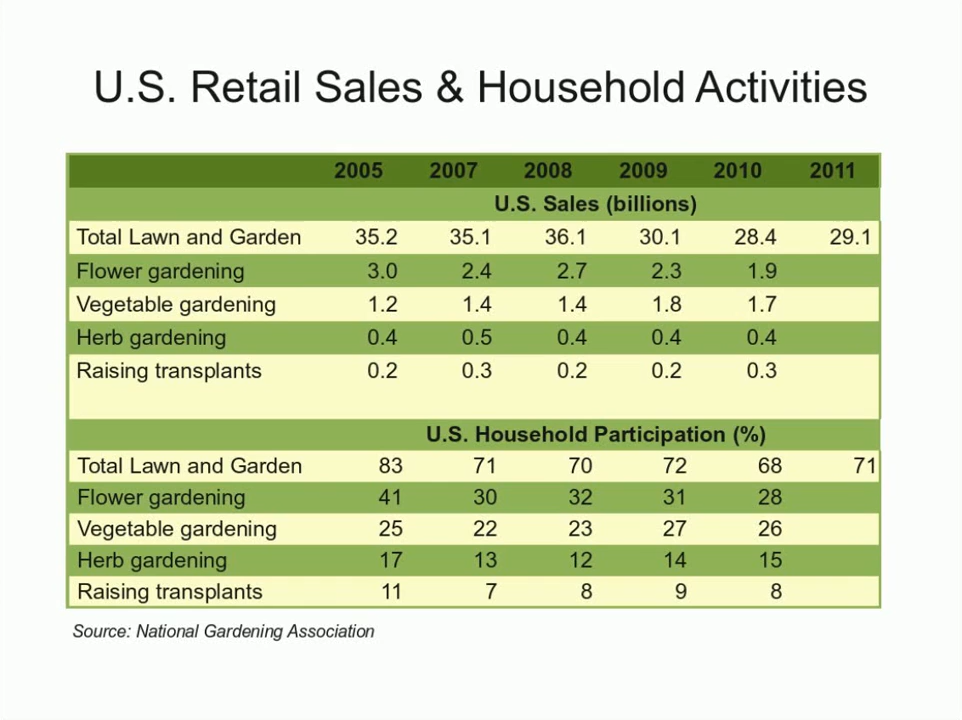 U.S. Retail Sales & Household Activities
2005 2007 2008 2009 2010 2011
U.S. Sales (billions)
Total Lawn and Garden 35.2 35.1 36.1 30.1 28.4 29.1
Flower gardening 3.0 2.4 2.7 2.3 1.9
Vegetable gardening 1.2 1.4 1.4 1.8 1.7
Herb gardening 0.4 0.5 0.4 0.4 0.4
Raising transplants 0.2 0.3 0.2 0.2 0.3
U.S. Household Participation (%)
Total Lawn and Garden 83 71 70 72 68 71
Flower gardening 41 30 32 31 28
Vegetable gardening 25 22 23 27 26
Herb gardening 17 13 12 14 15
Raising transplants 11 7 8 9 8
Source: National Gardening Association